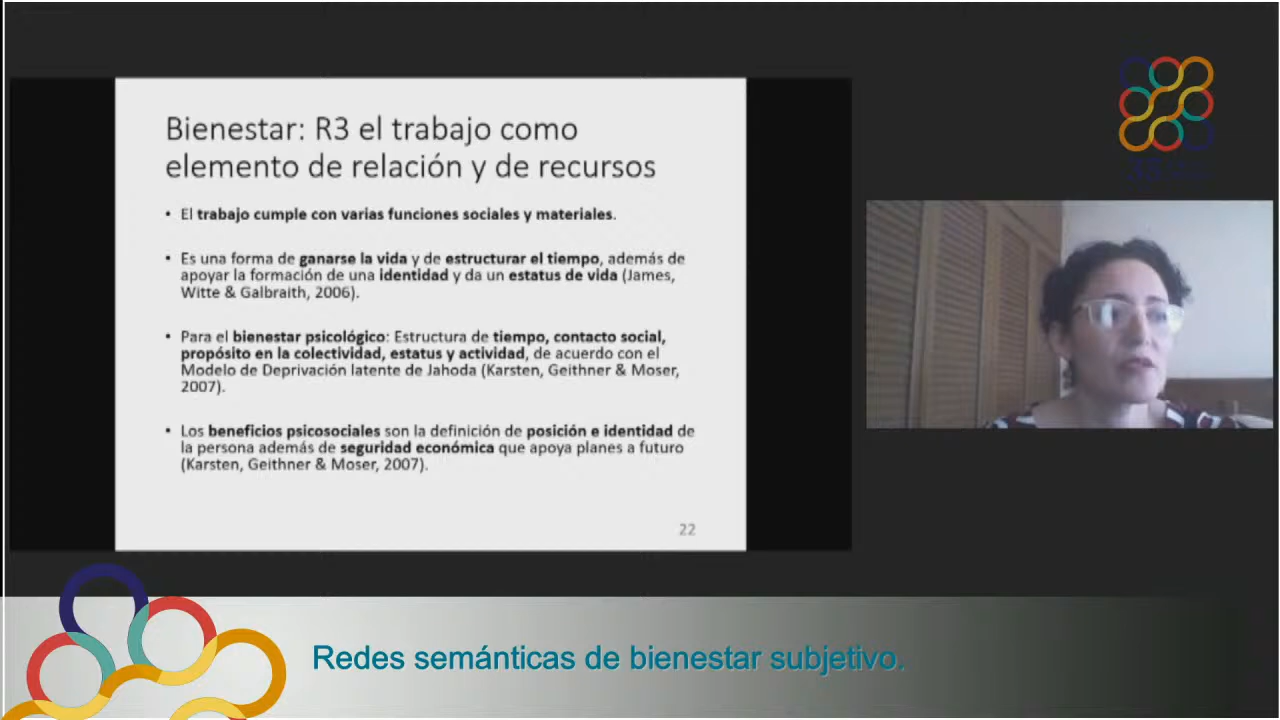 Bienestar: R3 el trabajo como
elemento de relación y de recursos
• El trabajo cumple con varias funciones sociales y materiales.
• Es una forma de ganarse la vida y de estructurar el tiempo, además de
apoyar la formación de una identidad y da un estatus de vida (James,
Witte & Galbraith, 2006).
• Para el bienestar psicológico: Estructura de tiempo, contacto social,
propósito en la colectividad, estatus y actividad, de acuerdo con el
Modelo de Deprivación latente de Jahoda (Karsten, Geithner & Moser,
2007).
• Los beneficios psicosociales son la definición de posición e identidad de
la persona además de seguridad económica que apoya planes a futuro
(Karsten, Geithner & Moser, 2007).
22
Redes semánticas de bienestar subjetivo.